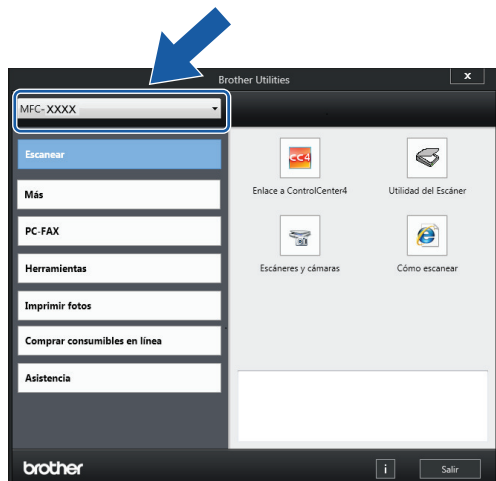 Brother Utilities
x
MFC-XXXX
Escanear
Más
PC-FAX
Herramientas
Imprimir fotos
Comprar consumibles en línea
Asistencia
CC4
Enlace a ControlCenter4
Utilidad del Escáner
Escáneres y cámaras
Cómo escanear
brother
i
Salir